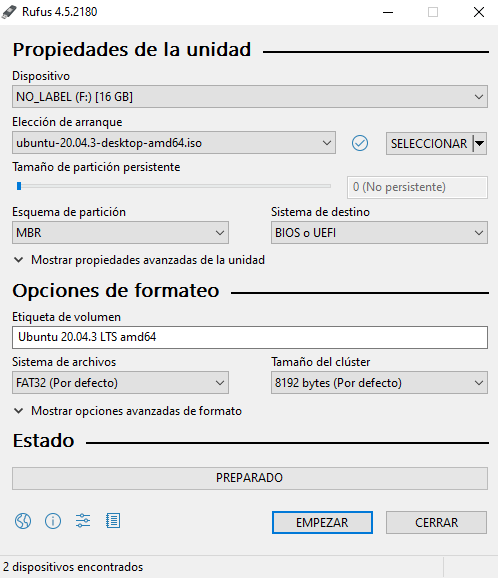 Rufus 4.5.2180
Propiedades de la unidad
Dispositivo
NO_LABEL (F:) [16 GB]
Elección de arranque
ubuntu-20.04.3-desktop-amd64.iso
SELECCIONAR
Tamaño de partición persistente
0 (No persistente)
Esquema de partición
Sistema de destino
MBR
BIOS o UEFI
Mostrar propiedades avanzadas de la unidad
Opciones de formateo
Etiqueta de volumen
Ubuntu 20.04.3 LTS amd64
Sistema de archivos
Tamaño del clúster
FAT32 (Por defecto)
8192 bytes (Por defecto)
Mostrar opciones avanzadas de formato
Estado
PREPARADO
EMPEZAR
CERRAR
2 dispositivos encontrados